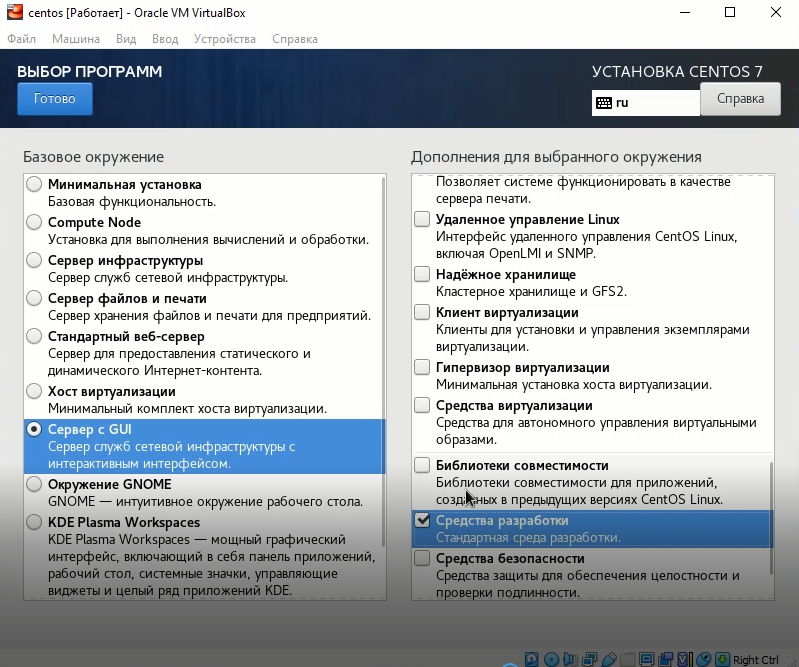 centos [Работает] - Oracle VM VirtualBox
Файл Машина Вид Ввод Устройства Справка
ВЫБОР ПРОГРАММ
УСТАНОВКА CENTOS 7
Готово
ru
Справка
Базовое окружение
Минимальная установка
Базовая функциональность.
Compute Node
Установка для выполнения вычислений и обработки.
Сервер инфраструктуры
Сервер служб сетевой инфраструктуры.
Сервер файлов и печати
Сервер хранения файлов и печати для предприятий.
Стандартный веб-сервер
Сервер для предоставления статического и
динамического Интернет-контента.
Хост виртуализации
Минимальный комплект хоста виртуализации.
Сервер с GUI
Сервер служб сетевой инфраструктуры с
интерактивным интерфейсом.
Окружение GNOME
GNOME — интуитивное окружение рабочего стола.
KDE Plasma Workspaces
KDE Plasma Workspaces — мощный графический
интерфейс, включающий в себя панель приложений,
рабочий стол, системные значки, управляющие
виджеты и целый ряд приложений KDE.
Дополнения для выбранного окружения
Позволяет системе функционировать в качестве
сервера печати.
Удаленное управление Linux
Интерфейс удаленного управления CentOS Linux,
включая OpenLMI и SNMP.
Надёжное хранилище
Кластерное хранилище и GFS2.
Клиент виртуализации
Клиенты для установки и управления экземплярами
виртуализации.
Гипервизор виртуализации
Минимальная установка хоста виртуализации.
Средства виртуализации
Средства для автономного управления виртуальными
образами.
Библиотеки совместимости
Библиотеки совместимости для приложений,
созданных в предыдущих версиях CentOS Linux.
Средства разработки
Стандартная среда разработки.
Средства безопасности
Средства защиты для обеспечения целостности и
проверки подлинности.
Right Ctrl